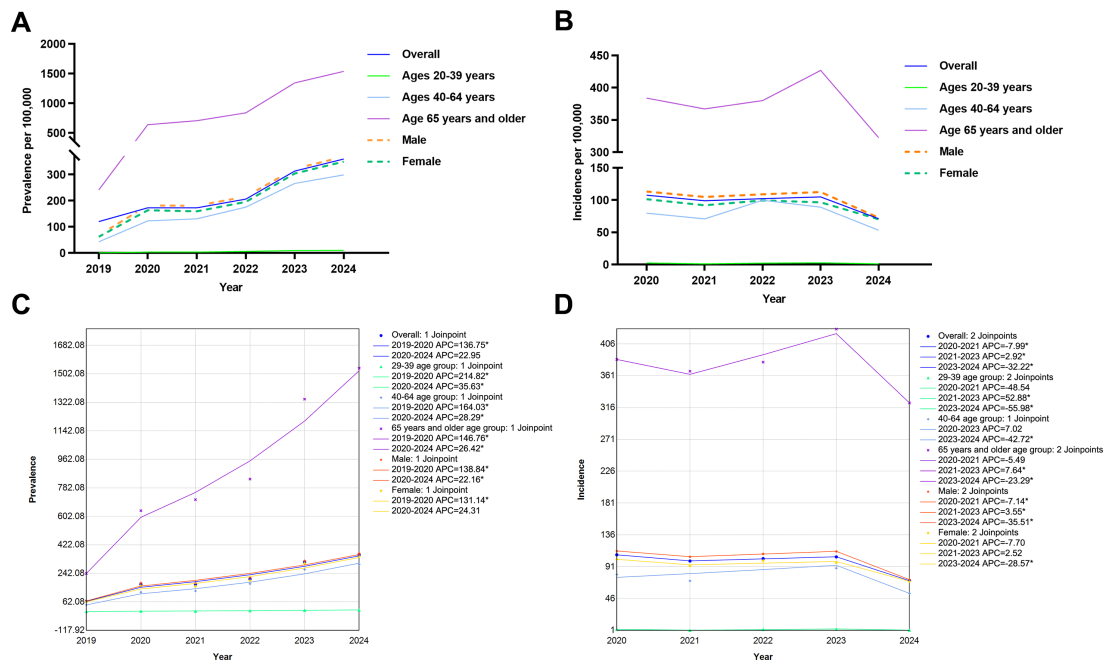 A
Prevalence per 100,000
2000
1500
1000
500
300
200
100
0
2019
2020
2021
2022
2023
2024
Year
Overall
Ages 20-39 years
Ages 40-64 years
Age 65 years and older
Male
Female
B
Incidence per 100,000
450
400
350
300
150
100
50
0
2020
2021
2022
2023
2024
Year
Overall
Ages 20-39 years
Ages 40-64 years
Age 65 years and older
Male
Female
C
Prevalence
1682.08
1502.08
1322.08
1142.08
962.08
782.08
602.08
422.08
242.08
62.08
-117.92
2019
2020
2021
2022
2023
2024
Year
Overall: 1 Joinpoint
2019-2020 APC=136.75*
2020-2024 APC=22.95
29-39 age group: 1 Joinpoint
2019-2020 APC=214.82*
2020-2024 APC=35.63*
40-64 age group: 1 Joinpoint
2019-2020 APC=164.03*
2020-2024 APC=28.29*
65 years and older age group: 1 Joinpoint
2019-2020 APC=146.76*
2020-2024 APC=26.42*
Male: 1 Joinpoint
2019-2020 APC=138.84*
2020-2024 APC=22.16*
Female: 1 Joinpoint
2019-2020 APC=131.14*
2020-2024 APC=24.31
D
Incidence
406
361
316
271
226
181
136
91
46
1
2020
2021
2022
2023
2024
Year
Overall: 2 Joinpoints
2020-2021 APC=-7.99*
2021-2023 APC=2.92*
2023-2024 APC=-32.22*
29-39 age group: 2 Joinpoints
2020-2021 APC=-48.54
2021-2023 APC=52.88*
2023-2024 APC=-55.98*
40-64 age group: 1 Joinpoint
2020-2023 APC=7.02
2023-2024 APC=-42.72*
65 years and older age group: 2 Joinpoints
2020-2021 APC=-5.49
2021-2023 APC=7.64*
2023-2024 APC=-23.29*
Male: 2 Joinpoints
2020-2021 APC=-7.14*
2021-2023 APC=3.55*
2023-2024 APC=-35.51*
Female: 2 Joinpoints
2020-2021 APC=-7.70
2021-2023 APC=2.52
2023-2024 APC=-28.57*